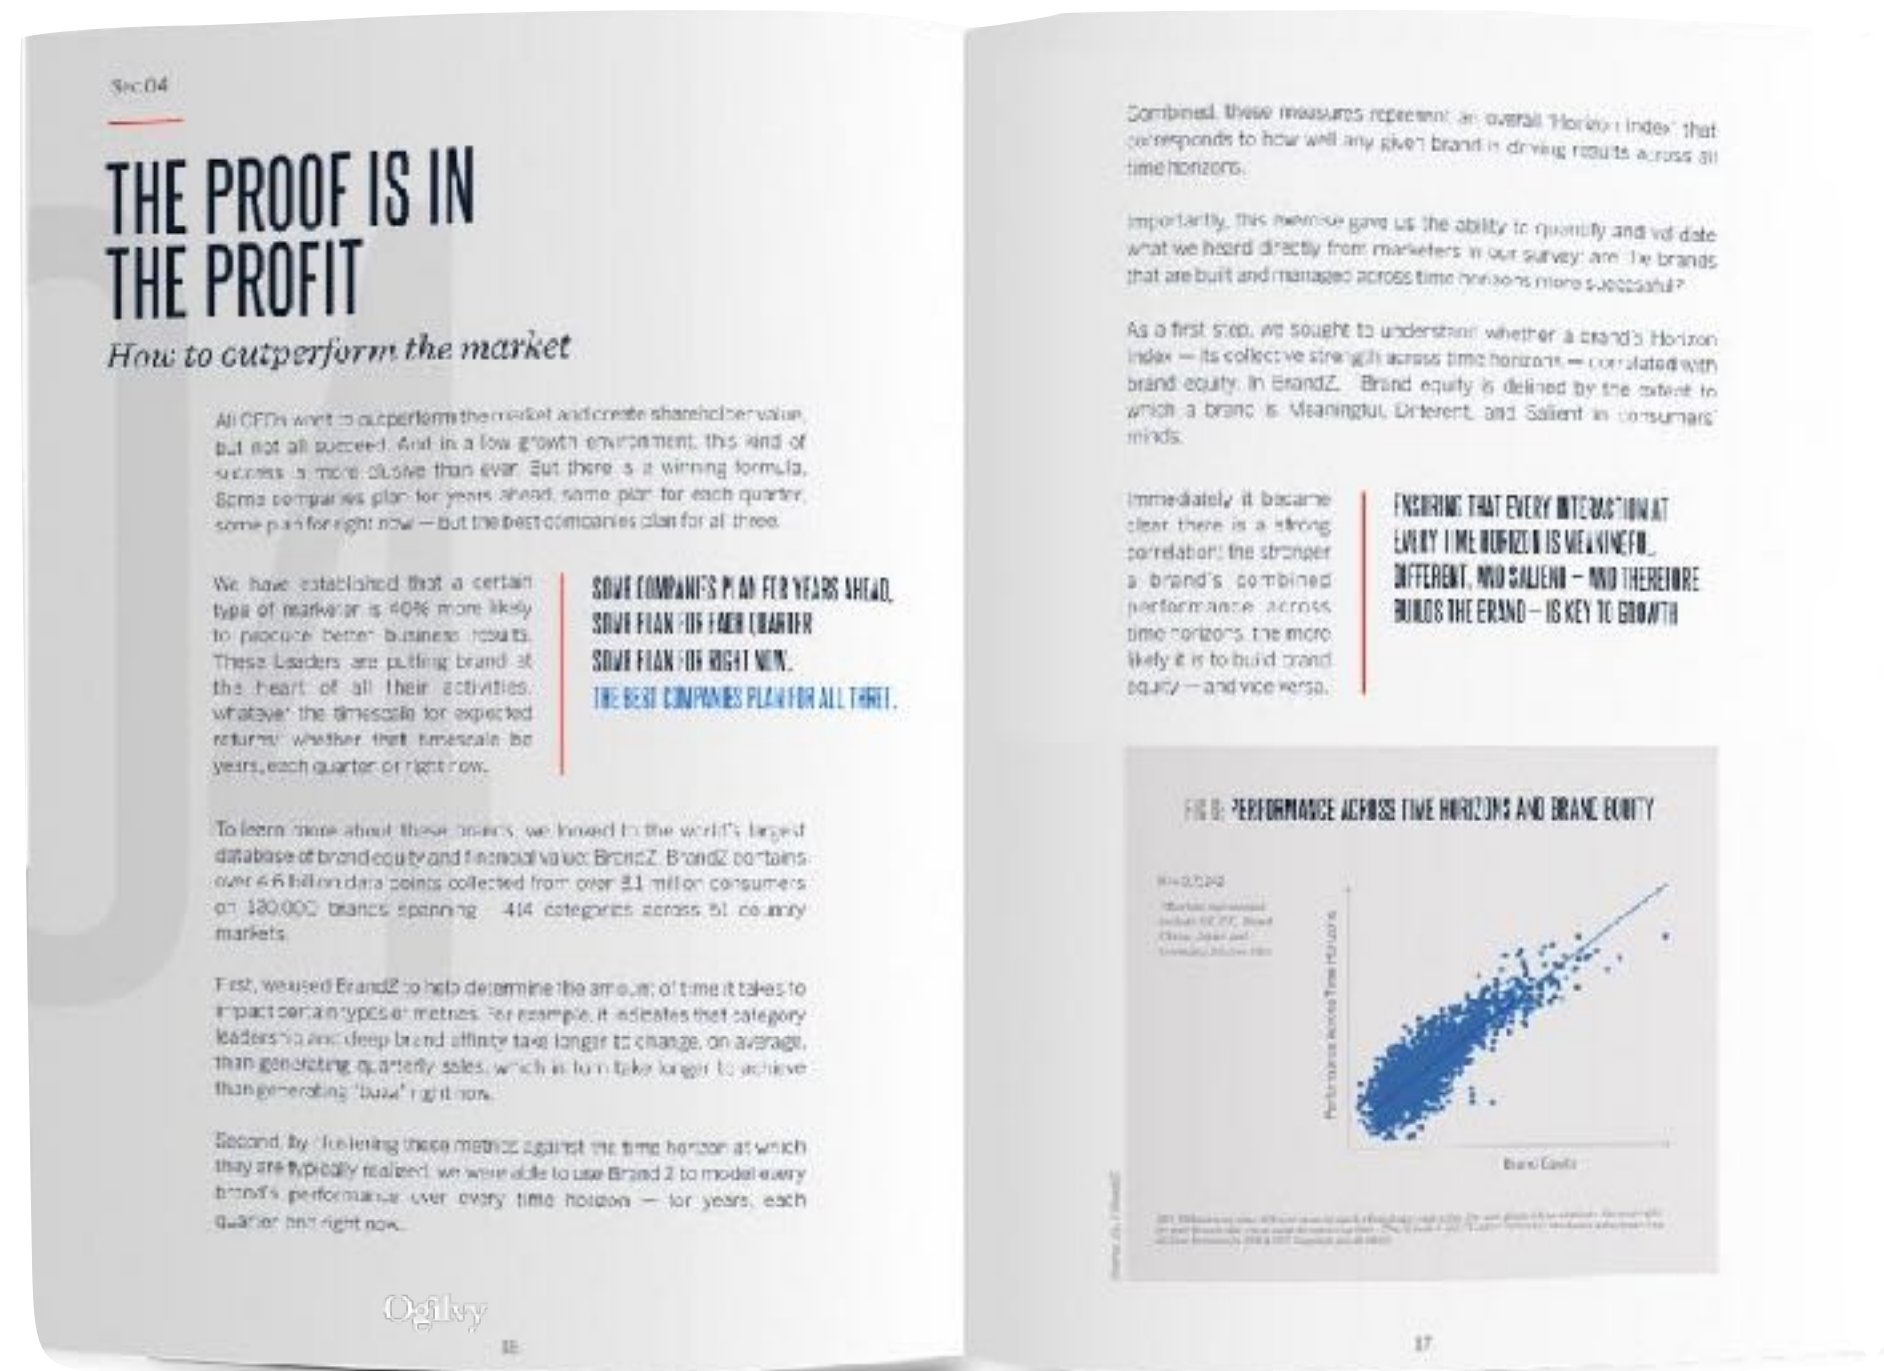 Sec.04
THE PROOF IS IN
THE PROFIT
How to outperform the market
All CEOs want to outperform the market and create shareholder value,
but not all succeed. And in a low growth environment, this kind of
success is more elusive than ever. But there is a winning formula.
Some companies plan for years ahead, some plan for each quarter,
some plan for right now — but the best companies plan for all three.
We have established that a certain
type of marketer is 40% more likely
to produce better business results.
These Leaders are putting brand at
the heart of all their activities,
whatever the timescale for expected
returns: whether that timescale be
years, each quarter or right now.
SOME COMPANIES PLAN FOR YEARS AHEAD,
SOME PLAN FOR EACH QUARTER
SOME PLAN FOR RIGHT NOW.
THE BEST COMPANIES PLAN FOR ALL THREE.
To learn more about these brands, we looked to the world's largest
database of brand equity and financial value: BrandZ. BrandZ contains
over billion data points collected from over million consumers
on brands spanning 414 categories across 51 country
markets.
First, we used BrandZ to help determine the amount of time it takes to
impact certain types of metrics. For example, it indicates that category
leadership and deep brand affinity take longer to change, on average,
than generating quarterly sales, which in turn take longer to achieve
than generating 'buzz' right now.
Second, by clustering these metrics against the time horizon at which
they are typically realized, we were able to use Brand Z to model every
brand's performance over every time horizon — for years, each
quarter and right now.
Ogilvy
Combined, these measures represent an overall 'Horizon Index' that
corresponds to how well any given brand is driving results across all
time horizons.
Importantly, this exercise gave us the ability to quantify and validate
what we heard directly from marketers in our survey: are the brands
that are built and managed across time horizons more successful?
As a first step, we sought to understand whether a brand's Horizon
Index — its collective strength across time horizons — correlated with
brand equity. In BrandZ, Brand equity is defined by the extent to
which a brand is Meaningful, Different, and Salient in consumers'
minds.
Immediately it became
clear there is a strong
correlation: the stronger
a brand's combined
performance across
time horizons, the more
likely it is to build brand
equity — and vice versa.
ENSURING THAT EVERY INTERACTION AT
EVERY TIME HORIZON IS MEANINGFUL,
DIFFERENT, AND SALIENT — AND THEREFORE
BUILDS THE BRAND — IS KEY TO GROWTH
PERFORMANCE ACROSS TIME HORIZONS AND BRAND EQUITY
Performance Across Time Horizons
Brand Equity
17